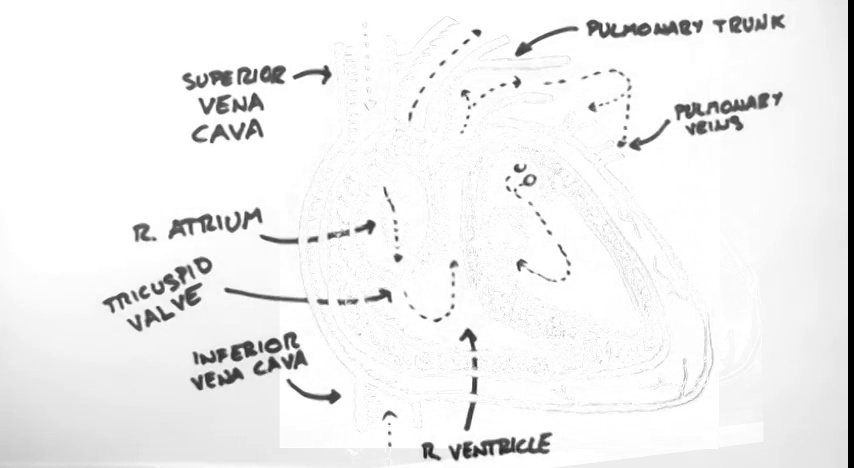 PULMONARY TRUNK
SUPERIOR
VENA
CAVA
PULMONARY
VEINS
R. ATRIUM
TRICUSPID
VALVE
INFERIOR
VENA CAVA
R. VENTRICLE